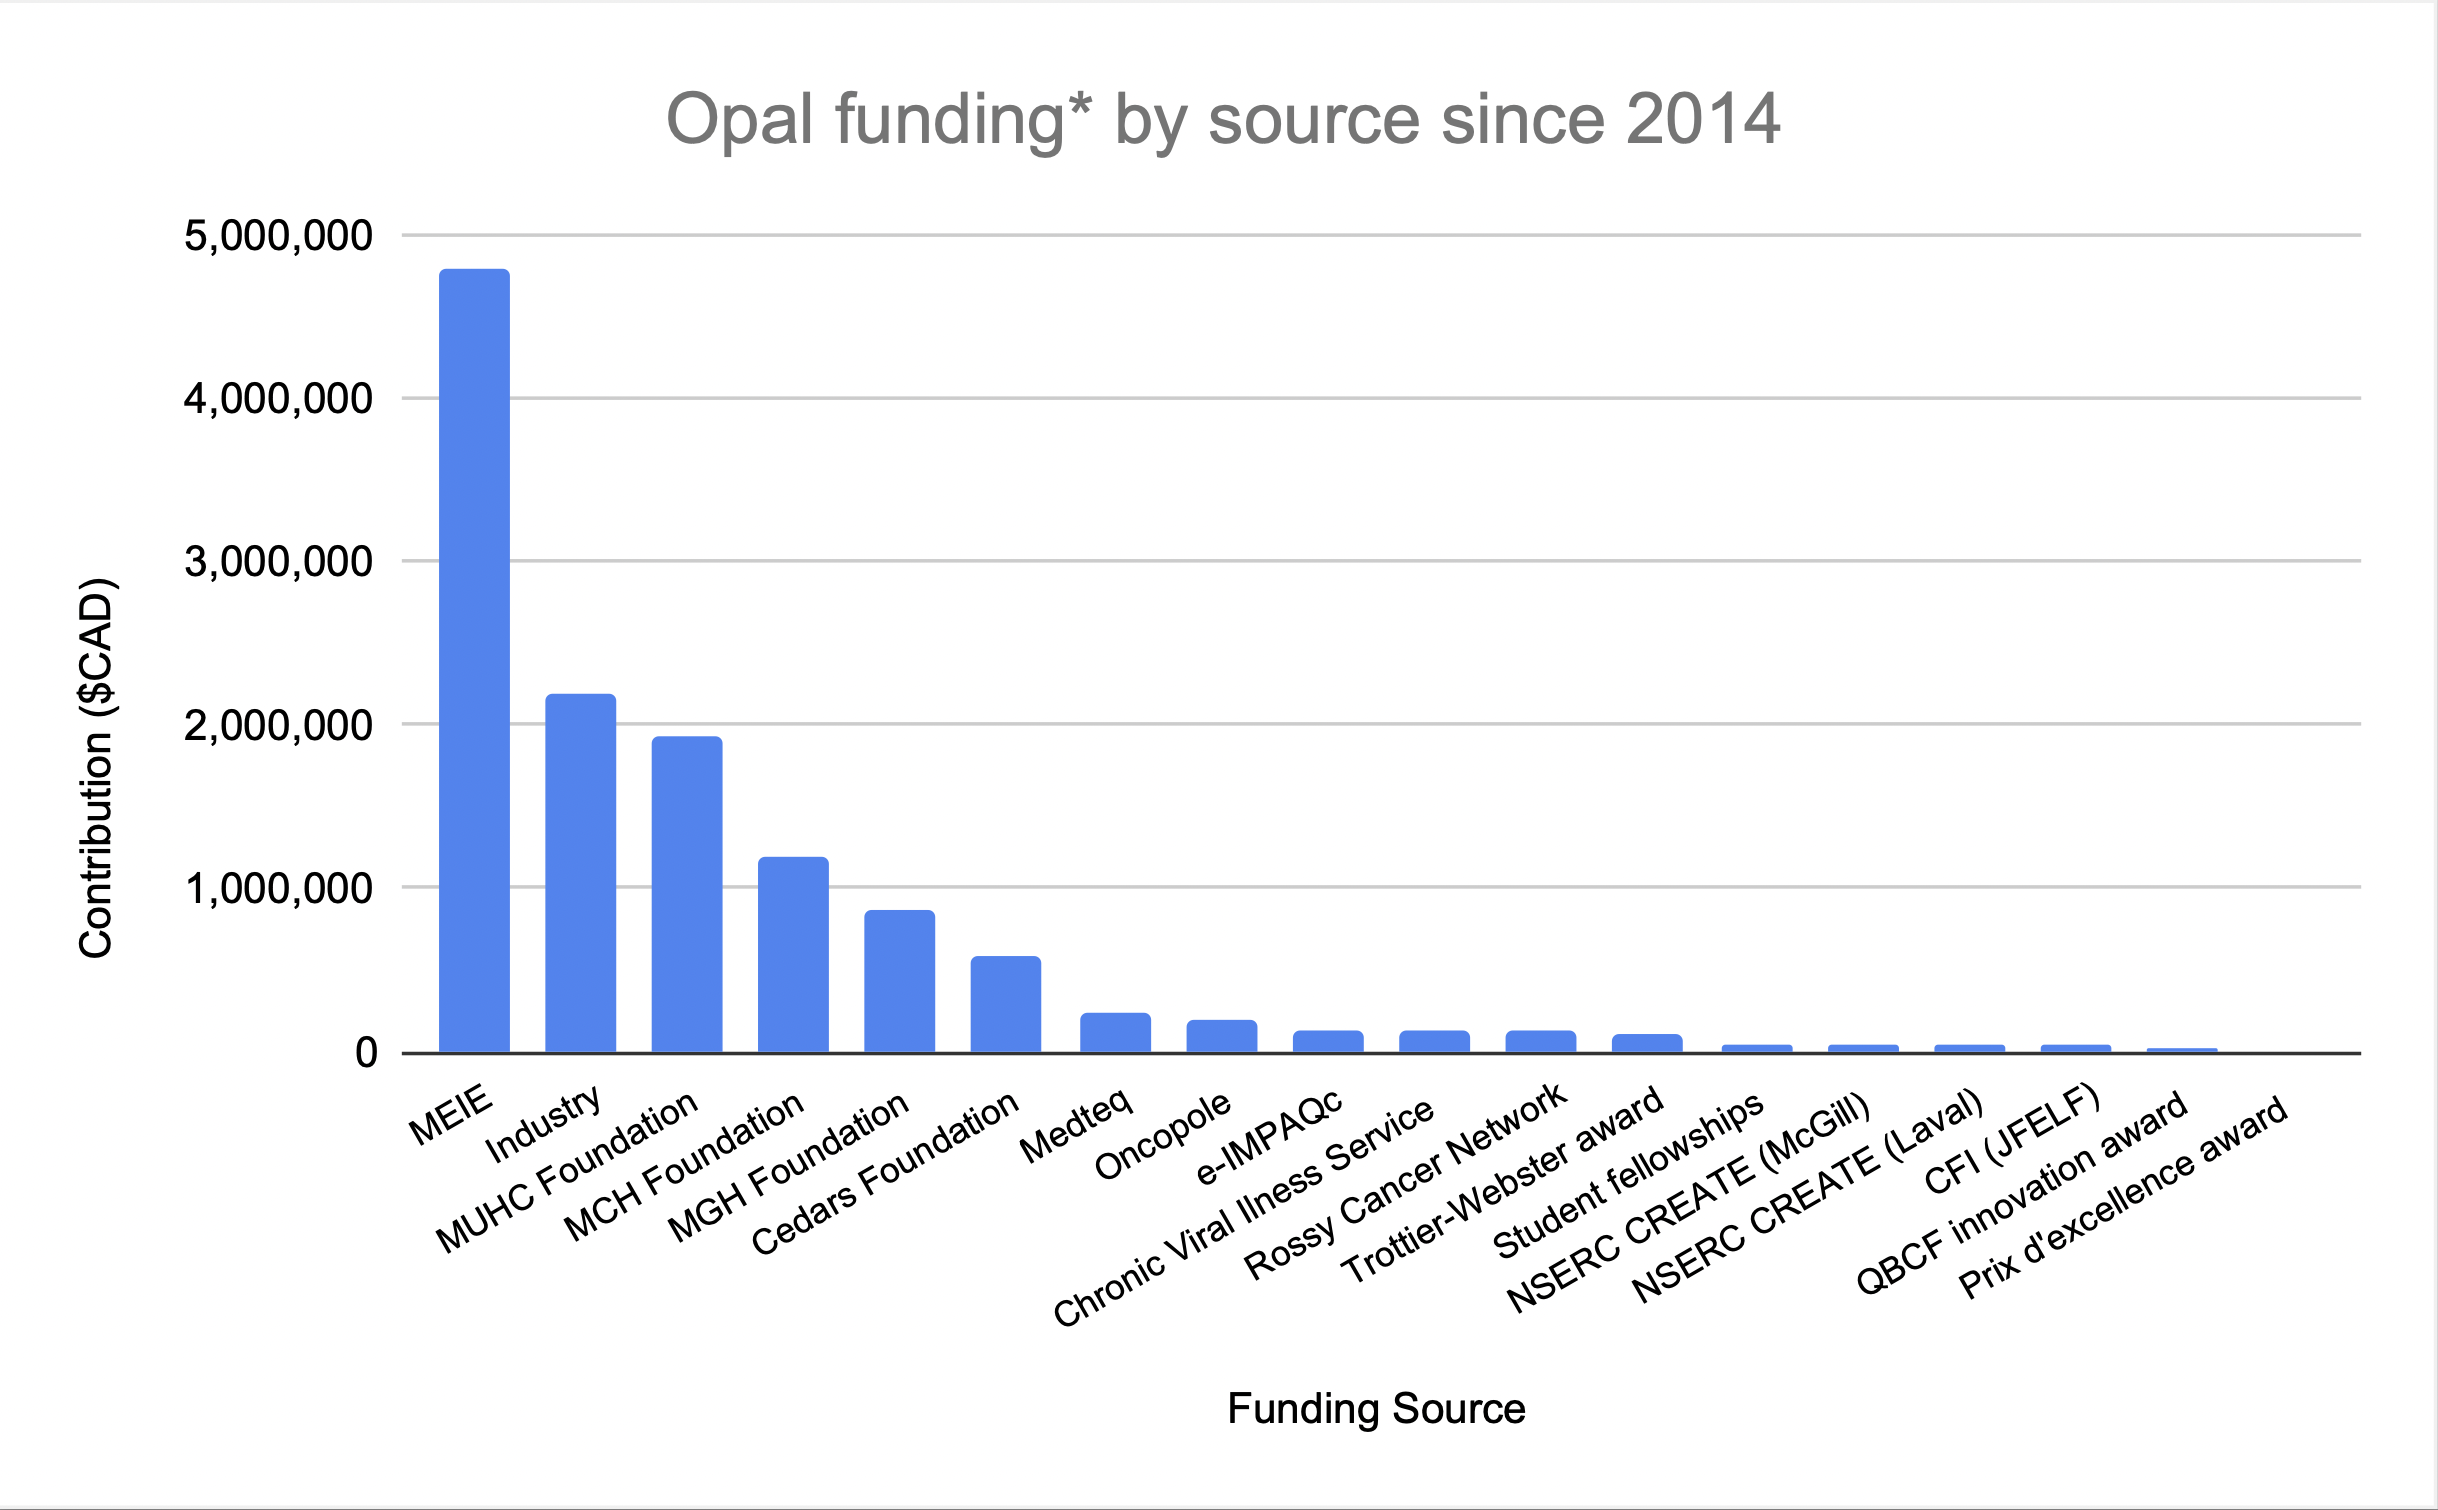 Opal funding* by source since 2014
5,000,000
4,000,000
3,000,000
2,000,000
1,000,000
0
Contribution ($CAD)
MEIE
Industry
MUHC Foundation
MCH Foundation
MGH Foundation
Cedars Foundation
Medteq
Oncopole
e-IMPAQc
Chronic Viral Ilness Service
Rossy Cancer Network
Trottier-Webster award
Student fellowships
NSERC CREATE (McGill)
NSERC CREATE (Laval)
CFI (JFELF)
QBCF innovation award
Prix d'excellence award
Funding Source